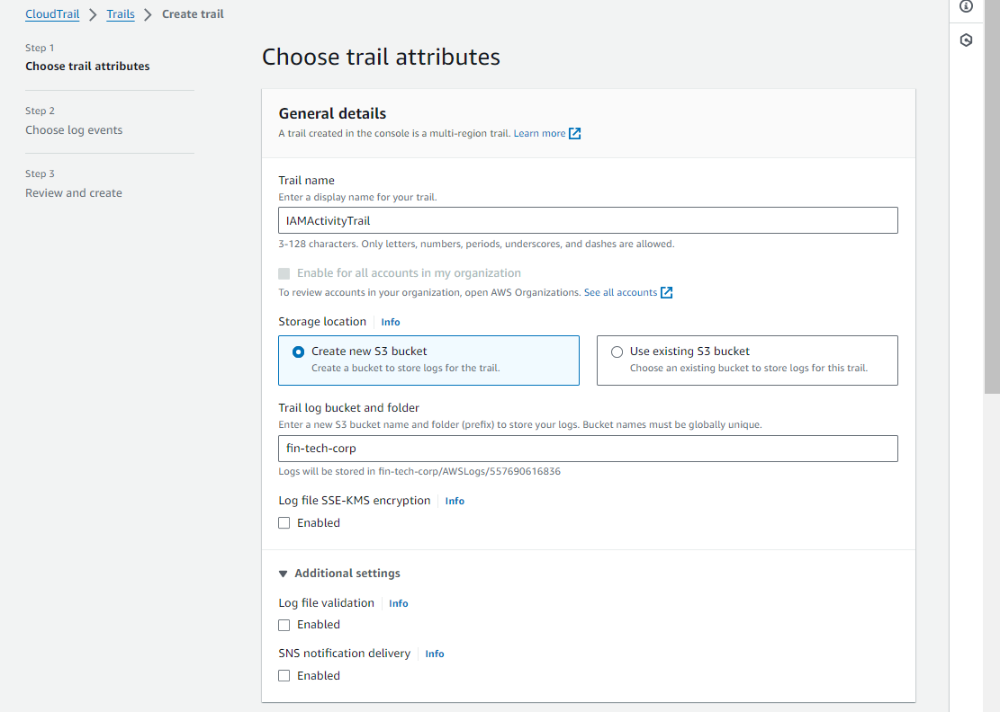 CloudTrail > Trails > Create trail
Step 1
Choose trail attributes
Step 2
Choose log events
Step 3
Review and create
Choose trail attributes
General details
A trail created in the console is a multi-region trail. Learn more
Trail name
Enter a display name for your trail.
IAMActivityTrail
3-128 characters. Only letters, numbers, periods, underscores, and dashes are allowed.
Enable for all accounts in my organization
To review accounts in your organization, open AWS Organizations. See all accounts
Storage location Info
Create new S3 bucket
Create a bucket to store logs for the trail.
Use existing S3 bucket
Choose an existing bucket to store logs for this trail.
Trail log bucket and folder
Enter a new S3 bucket name and folder (prefix) to store your logs. Bucket names must be globally unique.
fin-tech-corp
Logs will be stored in fin-tech-corp/AWSLogs/557690616836
Log file SSE-KMS encryption Info
Enabled
Additional settings
Log file validation Info
Enabled
SNS notification delivery Info
Enabled